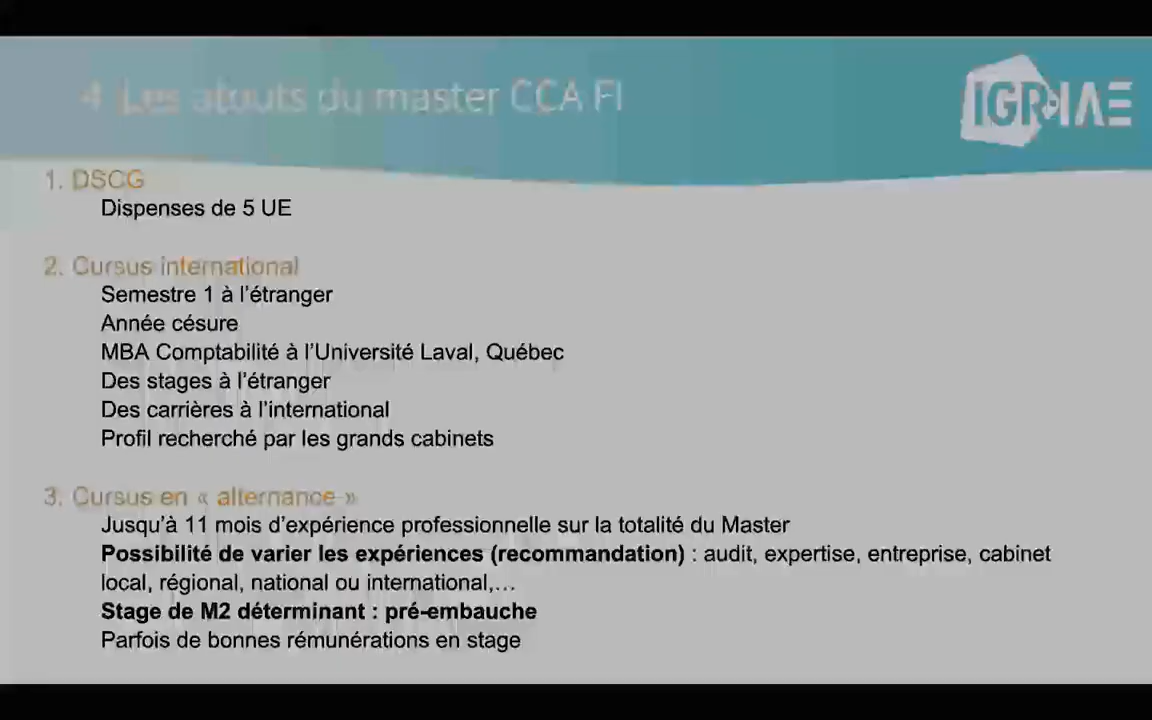 4 Les atouts du master CCA FI
IGR-IAE
1. DSCG
Dispenses de 5 UE
2. Cursus international
Semestre 1 à l'étranger
Année césure
MBA Comptabilité à l'Université Laval, Québec
Des stages à l'étranger
Des carrières à l'international
Profil recherché par les grands cabinets
3. Cursus en « alternance »
Jusqu'à 11 mois d'expérience professionnelle sur la totalité du Master
Possibilité de varier les expériences (recommandation) : audit, expertise, entreprise, cabinet
local, régional, national ou international,…
Stage de M2 déterminant : pré-embauche
Parfois de bonnes rémunérations en stage